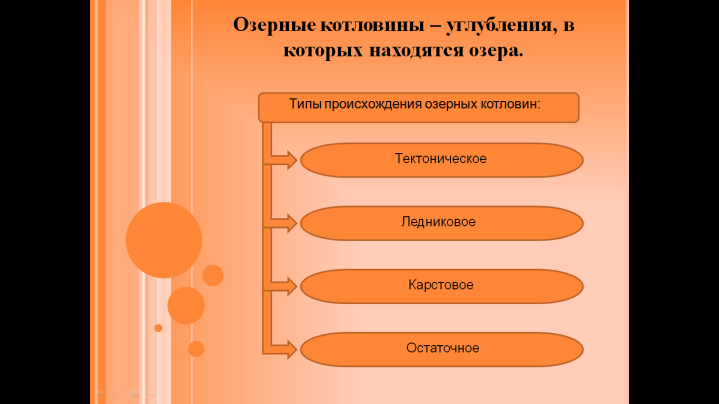 Озерные котловины – углубления, в
которых находятся озера.
Типы происхождения озерных котловин:
Тектоническое
Ледниковое
Карстовое
Остаточное